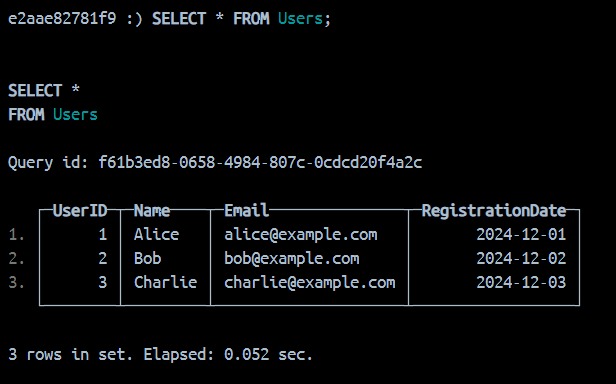 e2aae82781f9 :) SELECT * FROM Users;
SELECT *
FROM Users
Query id: f61b3ed8-0658-4984-807c-0cdcd20f4a2c
UserID Name Email RegistrationDate
1. 1 Alice alice@example.com 2024-12-01
2. 2 Bob bob@example.com 2024-12-02
3. 3 Charlie charlie@example.com 2024-12-03
3 rows in set. Elapsed: 0.052 sec.